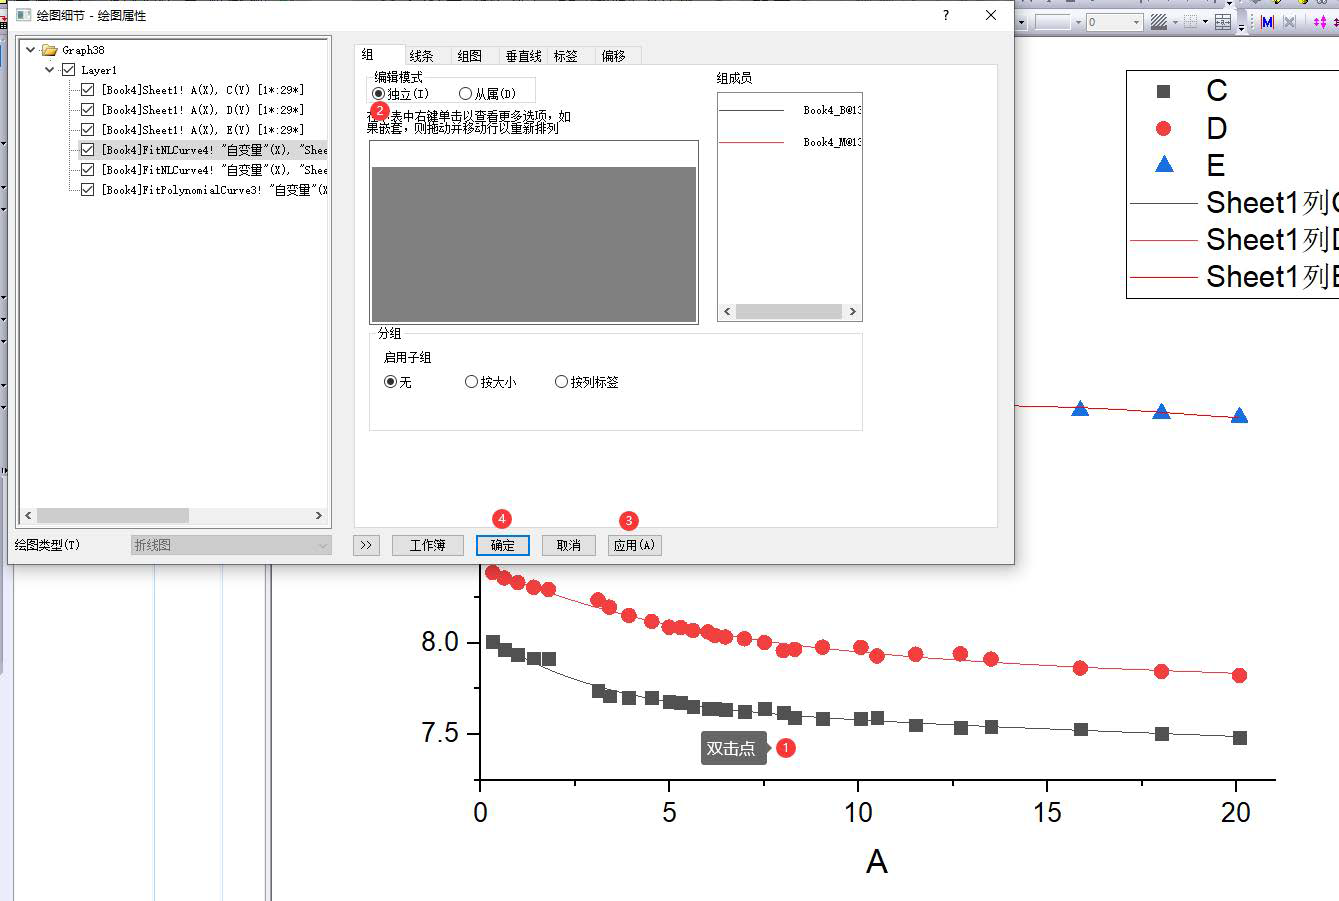 绘图细节 - 绘图属性
?
0
M
Graph38
Layer1
[Book4]Sheet1! A(X), C(Y) [1*:29*]
[Book4]Sheet1! A(X), D(Y) [1*:29*]
[Book4]Sheet1! A(X), E(Y) [1*:29*]
[Book4]FitNLCurve4! "自变量"(X), "Shee
[Book4]FitNLCurve4! "自变量"(X), "Shee
[Book4]FitPolynomialCurve3! "自变量"(X
组
线条
组图
垂直线
标签
偏移
编辑模式
独立(I)
从属(D)
2
表中右键单击以查看更多选项，如
果嵌套，则拖动并移动行以重新排列
组成员
Book4_B@13
Book4_M@13
分组
启用子组
无
按大小
按列标签
4
3
绘图类型(T)
折线图
>>
工作簿
确定
取消
应用(A)
C
D
E
Sheet1列C
Sheet1列D
Sheet1列E
8.0
7.5
双击点
1
0
5
10
15
20
A